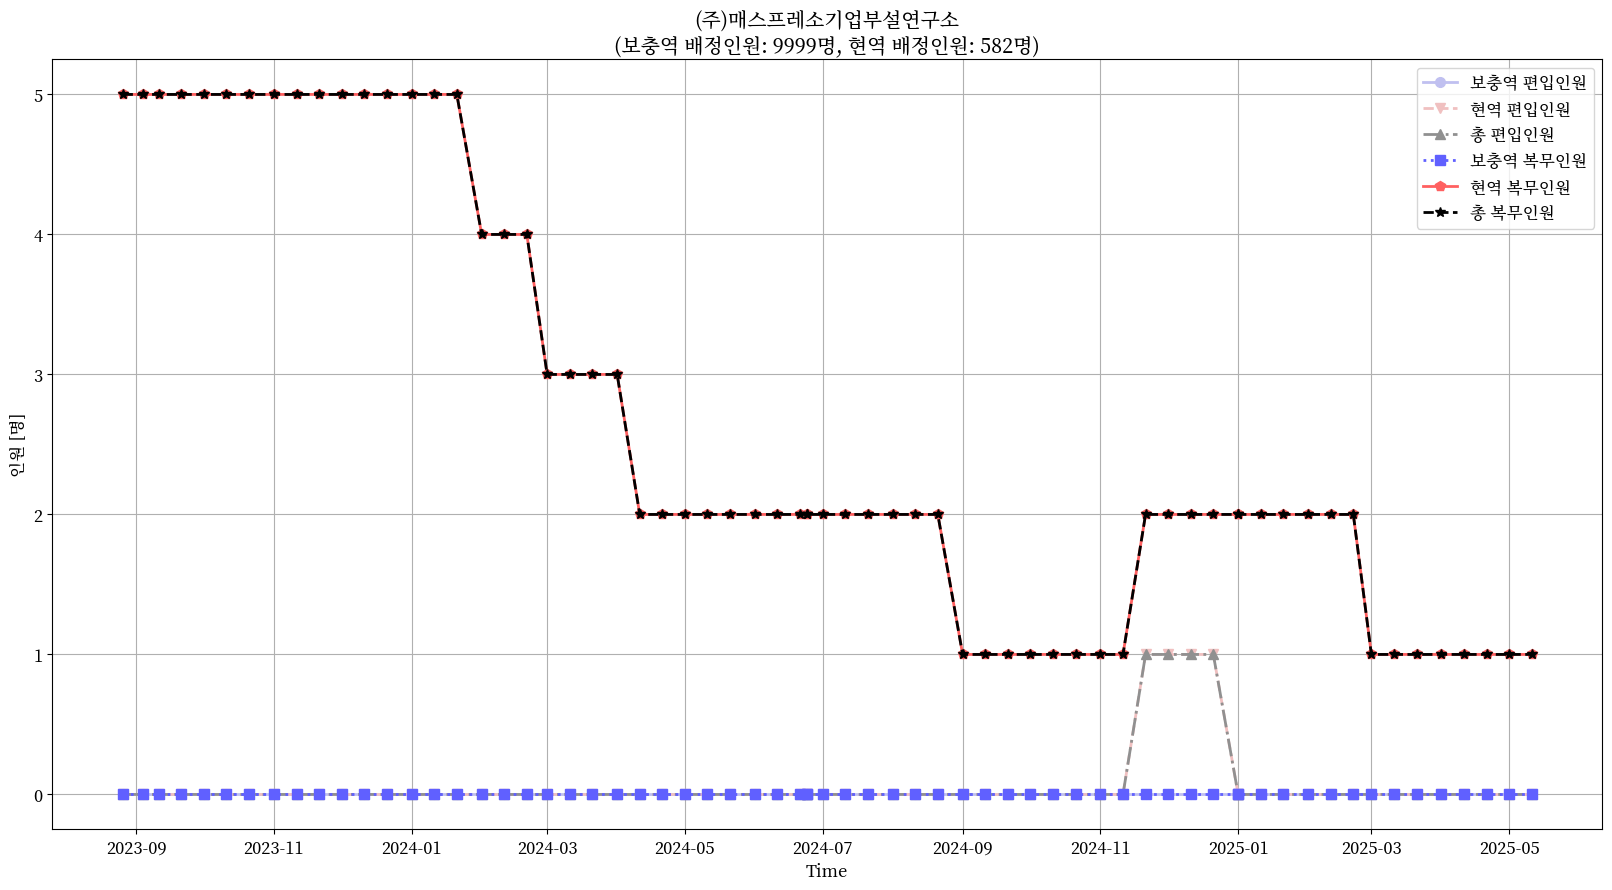 (주)매스프레소기업부설연구소
(보충역 배정인원: 9999명, 현역 배정인원: 582명)
보충역 편입인원
현역 편입인원
총 편입인원
보충역 복무인원
현역 복무인원
총 복무인원
인원 [명]
5
4
3
2
1
0
2023-09 2023-11 2024-01 2024-03 2024-05 2024-07 2024-09 2024-11 2025-01 2025-03 2025-05
Time